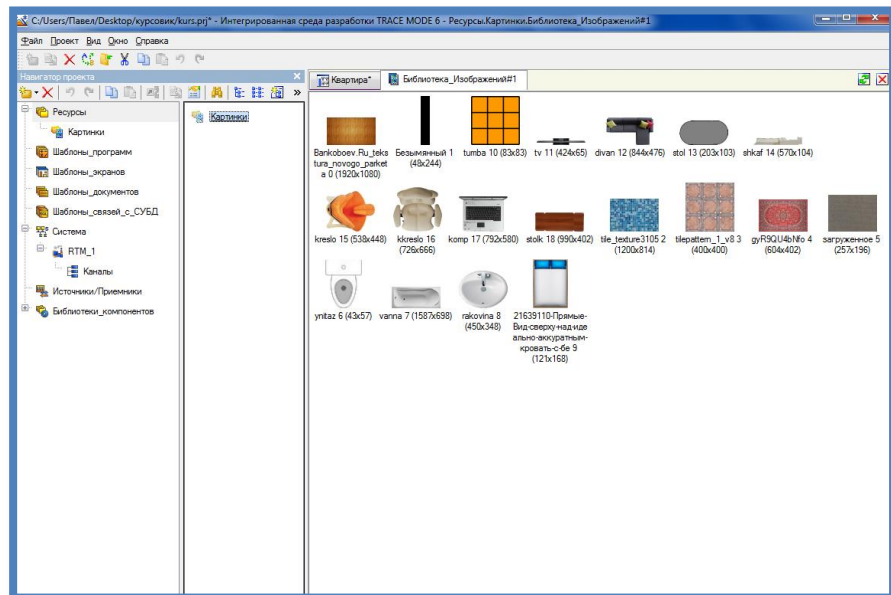 C:/Users/Павел/Desktop/курсовик/kurs.prj* - Интегрированная среда разработки TRACE MODE 6 - Ресурсы.Картинки.Библиотека_Изображений#1
Файл Проект Вид Окно Справка
Навигатор проекта
Квартира*
Библиотека_Изображений#1
Ресурсы
Картинки
Шаблоны_программ
Шаблоны_экранов
Шаблоны_документов
Шаблоны_связей_с_СУБД
Система
RTM_1
Каналы
Источники/Приемники
Библиотеки_компонентов
Картинки
Bankoboev.Ru_teks
tura_novogo_parket
a 0 (1920x1080)
Безымянный 1
(48x244)
tumba 10 (83x83)
tv 11 (424x65)
divan 12 (844x476)
stol 13 (203x103)
shkaf 14 (570x104)
kreslo 15 (538x448)
kkreslo 16
(726x666)
komp 17 (792x580)
stolk 18 (990x402)
tile_texture3105 2
(1200x814)
tilepattern_1_v8 3
(400x400)
gyR9QU4bNfo 4
(604x402)
загруженное 5
(257x196)
ynitaz 6 (43x57)
vanna 7 (1587x698)
rakovina 8
(450x348)
21639110-Прямые-
Вид-сверху-над-иде
ально-аккуратным-
кровать-с-бе 9
(121x168)